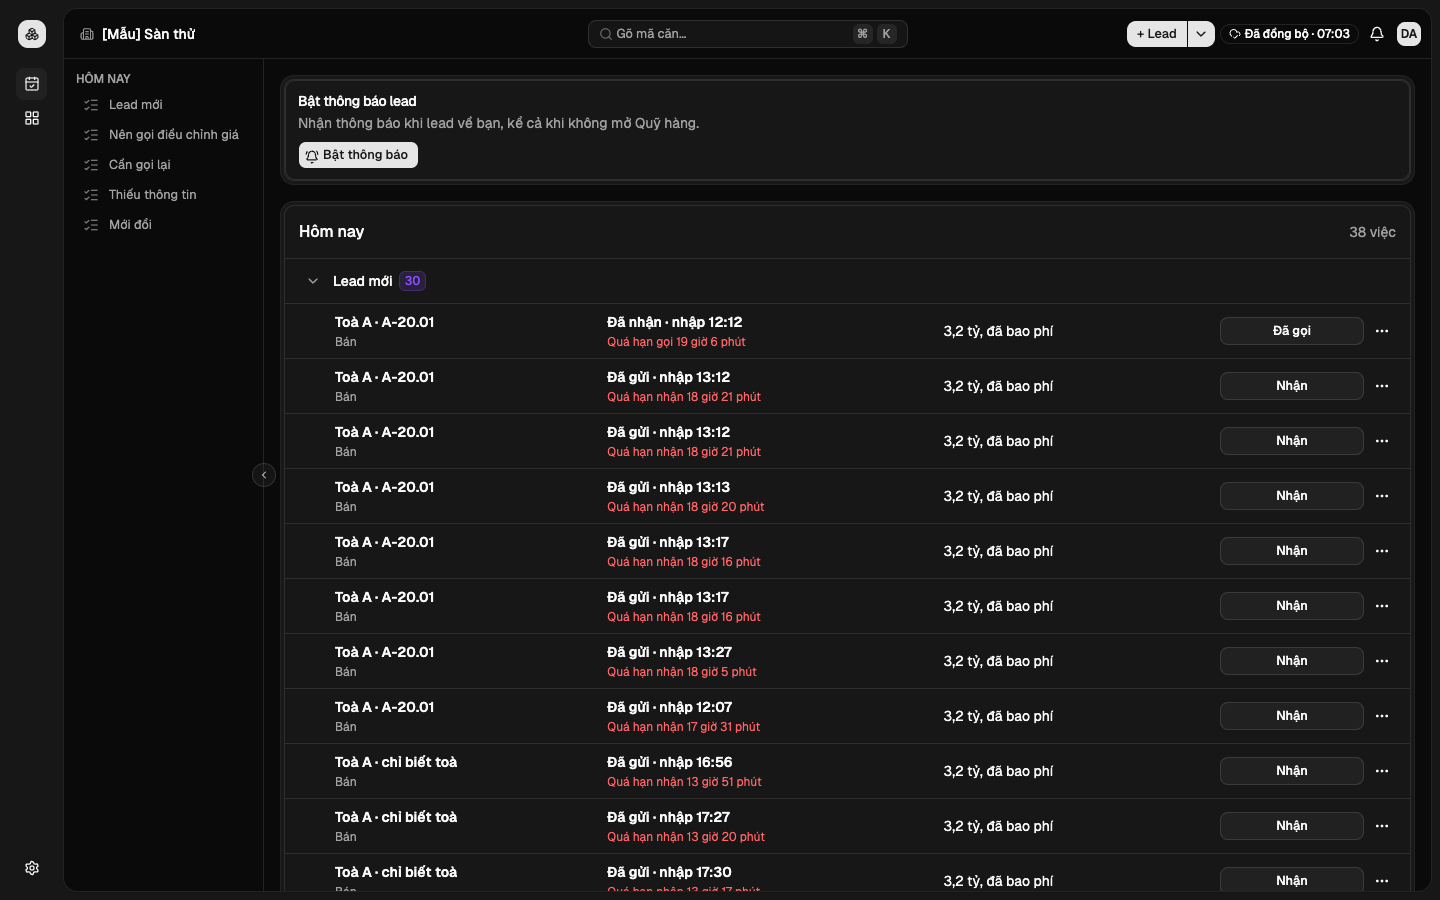 [Mẫu] Sàn thử
Gõ mã căn...
⌘ K
+ Lead
Đã đồng bộ · 07:03
DA
HÔM NAY
Lead mới
Nên gọi điều chỉnh giá
Cần gọi lại
Thiếu thông tin
Mới đổi
Bật thông báo lead
Nhận thông báo khi lead về bạn, kể cả khi không mở Quỹ hàng.
Bật thông báo
Hôm nay
38 việc
Lead mới 30
Toà A · A-20.01
Bán
Đã nhận · nhập 12:12
Quá hạn gọi 19 giờ 6 phút
3,2 tỷ, đã bao phí
Đã gọi
Toà A · A-20.01
Bán
Đã gửi · nhập 13:12
Quá hạn nhận 18 giờ 21 phút
3,2 tỷ, đã bao phí
Nhận
Toà A · A-20.01
Bán
Đã gửi · nhập 13:12
Quá hạn nhận 18 giờ 21 phút
3,2 tỷ, đã bao phí
Nhận
Toà A · A-20.01
Bán
Đã gửi · nhập 13:13
Quá hạn nhận 18 giờ 20 phút
3,2 tỷ, đã bao phí
Nhận
Toà A · A-20.01
Bán
Đã gửi · nhập 13:17
Quá hạn nhận 18 giờ 16 phút
3,2 tỷ, đã bao phí
Nhận
Toà A · A-20.01
Bán
Đã gửi · nhập 13:17
Quá hạn nhận 18 giờ 16 phút
3,2 tỷ, đã bao phí
Nhận
Toà A · A-20.01
Bán
Đã gửi · nhập 13:27
Quá hạn nhận 18 giờ 5 phút
3,2 tỷ, đã bao phí
Nhận
Toà A · A-20.01
Bán
Đã gửi · nhập 12:07
Quá hạn nhận 17 giờ 31 phút
3,2 tỷ, đã bao phí
Nhận
Toà A · chỉ biết toà
Bán
Đã gửi · nhập 16:56
Quá hạn nhận 13 giờ 51 phút
3,2 tỷ, đã bao phí
Nhận
Toà A · chỉ biết toà
Bán
Đã gửi · nhập 17:27
Quá hạn nhận 13 giờ 20 phút
3,2 tỷ, đã bao phí
Nhận
Toà A · chỉ biết toà
Bán
Đã gửi · nhập 17:30
Quá hạn nhận 13 giờ 17 phút
3,2 tỷ, đã bao phí
Nhận